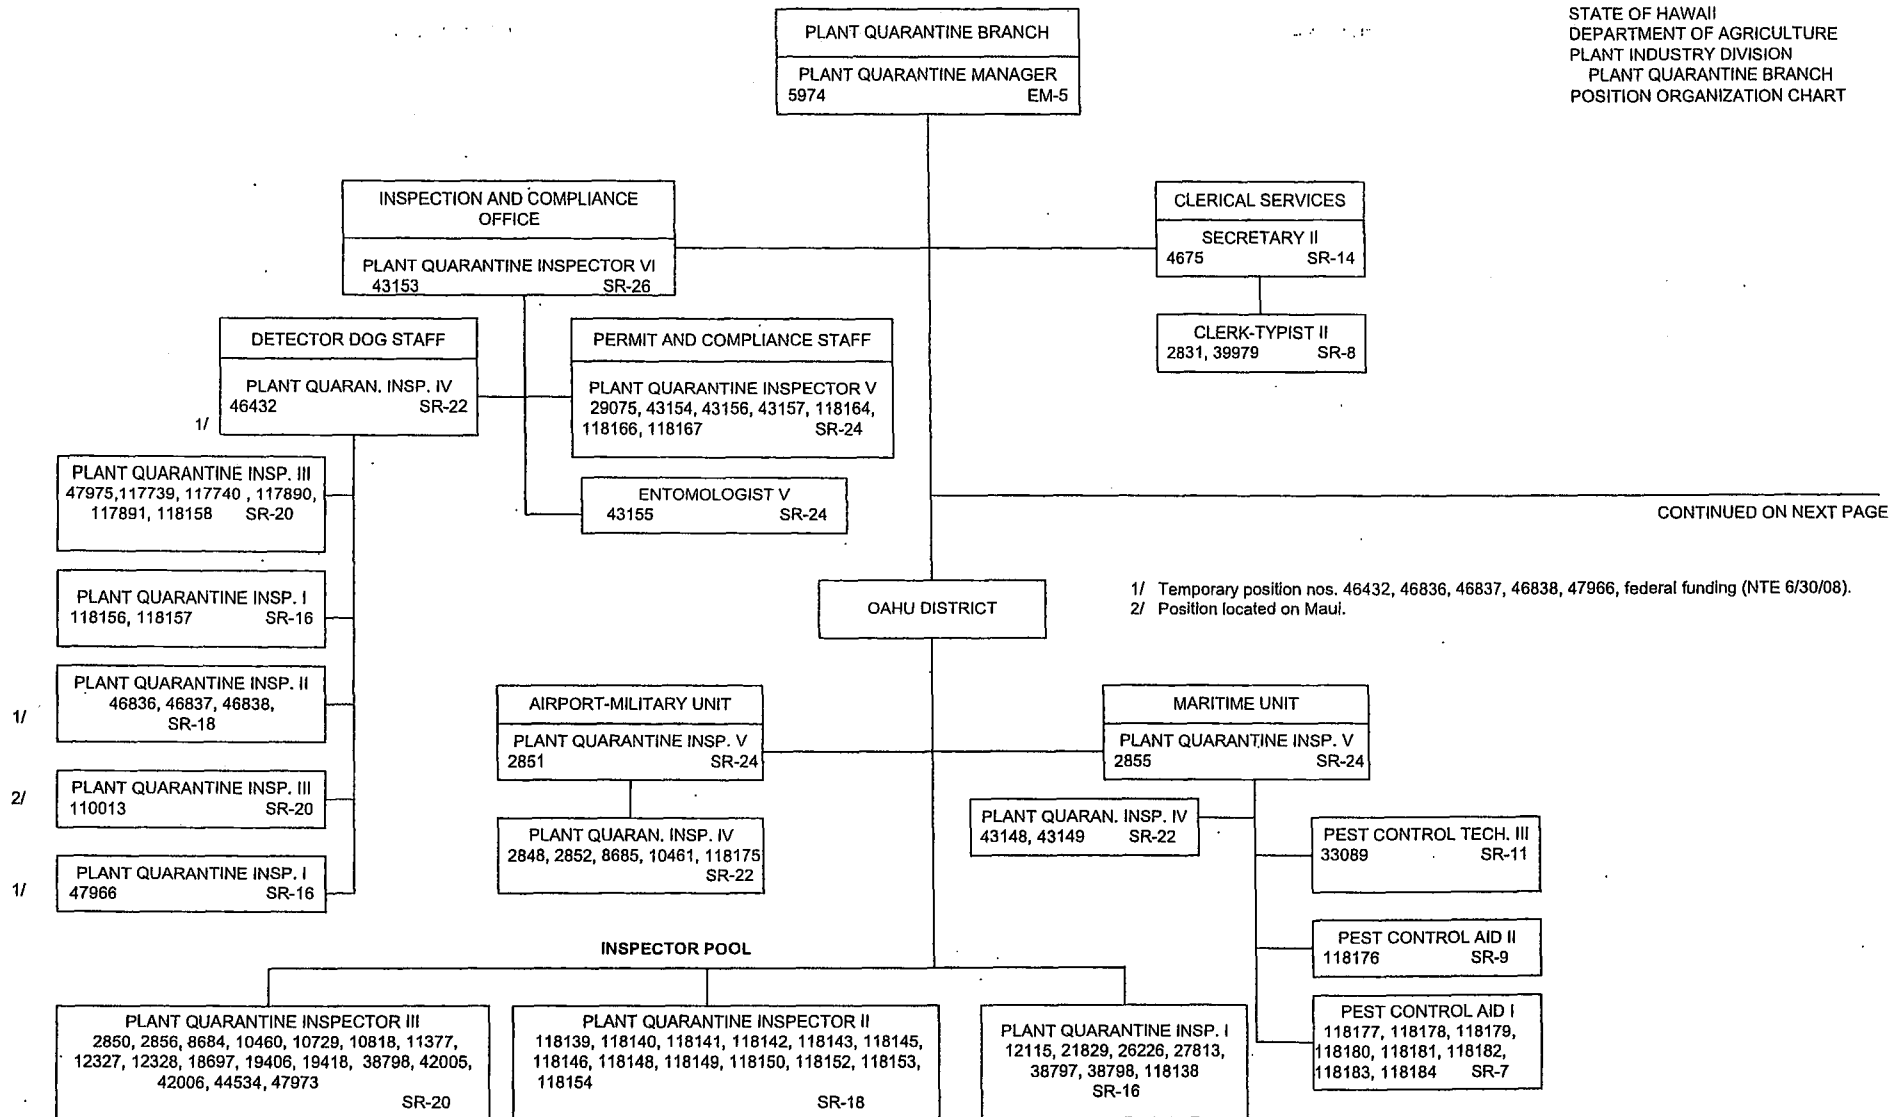 STATE OF HAWAII
DEPARTMENT OF AGRICULTURE
PLANT INDUSTRY DIVISION
PLANT QUARANTINE BRANCH
POSITION ORGANIZATION CHART
PLANT QUARANTINE BRANCH
PLANT QUARANTINE MANAGER
5974 EM-5
INSPECTION AND COMPLIANCE
OFFICE
PLANT QUARANTINE INSPECTOR VI
43153 SR-26
CLERICAL SERVICES
SECRETARY II
4675 SR-14
CLERK-TYPIST II
2831, 39979 SR-8
DETECTOR DOG STAFF
PLANT QUARAN. INSP. IV
46432 SR-22
1/
PERMIT AND COMPLIANCE STAFF
PLANT QUARANTINE INSPECTOR V
29075, 43154, 43156, 43157, 118164,
118166, 118167 SR-24
ENTOMOLOGIST V
43155 SR-24
PLANT QUARANTINE INSP. III
47975,117739, 117740 , 117890,
117891, 118158 SR-20
PLANT QUARANTINE INSP. I
118156, 118157 SR-16
PLANT QUARANTINE INSP. II
46836, 46837, 46838,
SR-18
1/
PLANT QUARANTINE INSP. III
110013 SR-20
2/
PLANT QUARANTINE INSP. I
47966 SR-16
1/
CONTINUED ON NEXT PAGE
1/ Temporary position nos. 46432, 46836, 46837, 46838, 47966, federal funding (NTE 6/30/08).
2/ Position located on Maui.
OAHU DISTRICT
AIRPORT-MILITARY UNIT
PLANT QUARANTINE INSP. V
2851 SR-24
PLANT QUARAN. INSP. IV
2848, 2852, 8685, 10461, 118175
SR-22
MARITIME UNIT
PLANT QUARANTINE INSP. V
2855 SR-24
PLANT QUARAN. INSP. IV
43148, 43149 SR-22
PEST CONTROL TECH. III
33089 SR-11
PEST CONTROL AID II
118176 SR-9
PEST CONTROL AID I
118177, 118178, 118179,
118180, 118181, 118182,
118183, 118184 SR-7
INSPECTOR POOL
PLANT QUARANTINE INSPECTOR III
2850, 2856, 8684, 10460, 10729, 10818, 11377,
12327, 12328, 18697, 19406, 19418, 38798, 42005,
42006, 44534, 47973
SR-20
PLANT QUARANTINE INSPECTOR II
118139, 118140, 118141, 118142, 118143, 118145,
118146, 118148, 118149, 118150, 118152, 118153,
118154
SR-18
PLANT QUARANTINE INSP. I
12115, 21829, 26226, 27813,
38797, 38798, 118138
SR-16